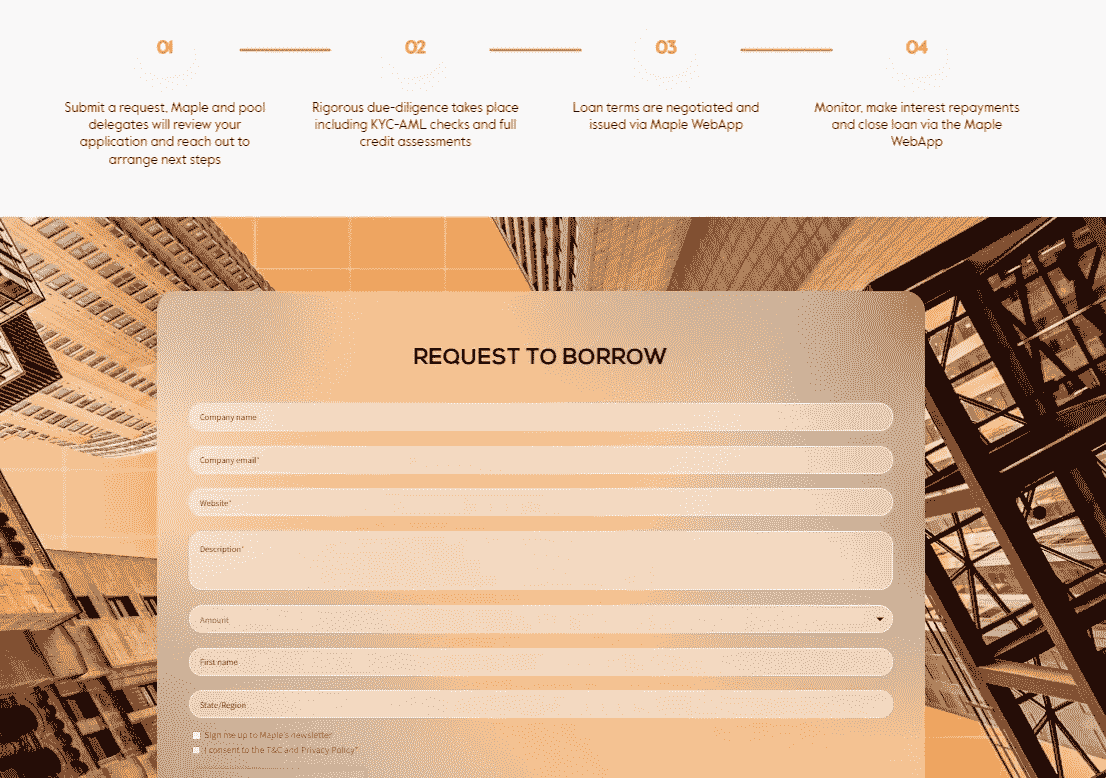 01
02
03
04
Submit a request, Maple and pool
delegates will review your
application and reach out to
arrange next steps
Rigorous due-diligence takes place
including KYC-AML checks and full
credit assessments
Loan terms are negotiated and
issued via Maple WebApp
Monitor, make interest repayments
and close loan via the Maple
WebApp
REQUEST TO BORROW
Company name
Company email*
Website*
Description*
Amount
First name
State/Region
Sign me up to Maple's newsletter
I consent to the T&C and Privacy Policy*